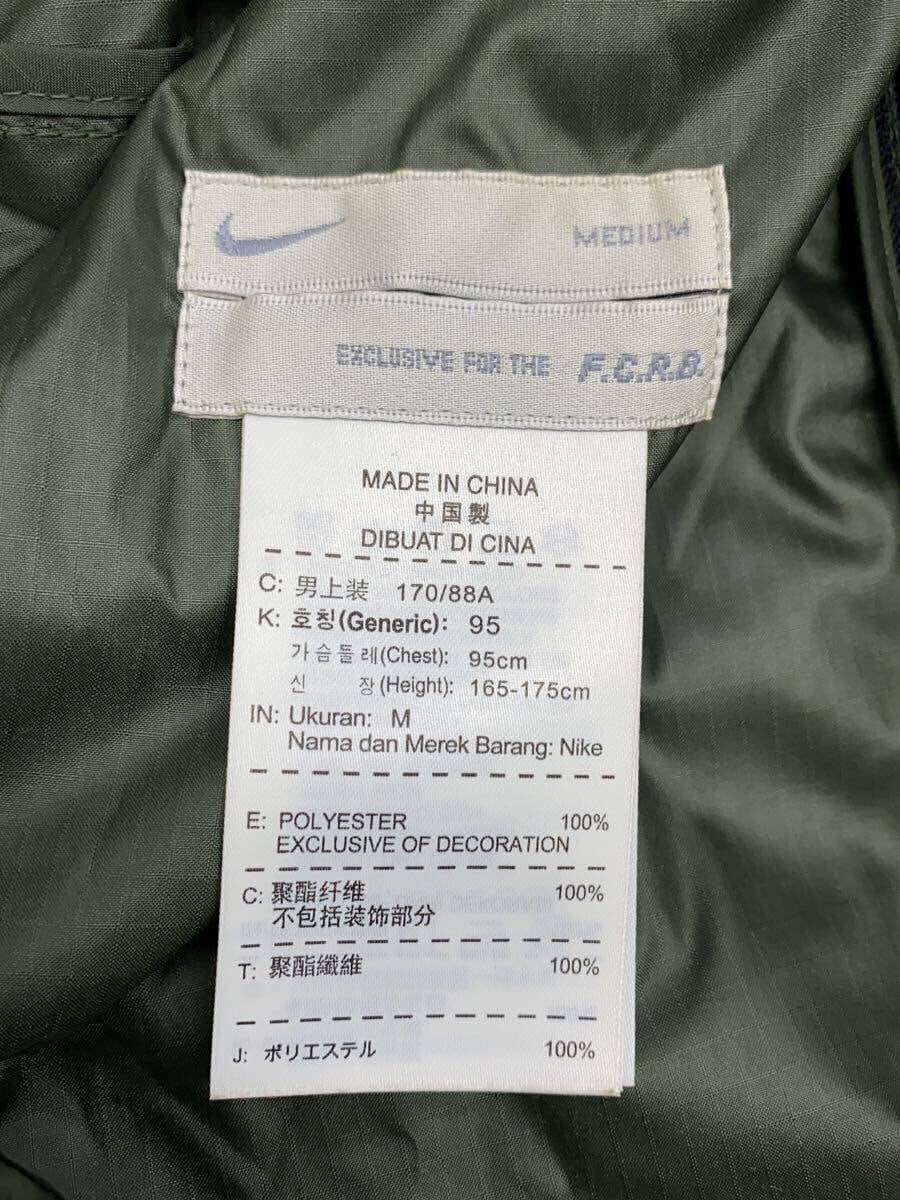 MEDIUM
EXCLUSIVE FOR THE F.C.R.B.
MADE IN CHINA
中国製
DIBUAT DI CINA
C: 男上装 170/88A
K: 호칭(Generic): 95
가슴둘레(Chest): 95cm
신 장(Height): 165-175cm
IN: Ukuran: M
Nama dan Merek Barang: Nike
E: POLYESTER 100%
EXCLUSIVE OF DECORATION
C: 聚酯纤维 100%
不包括装饰部分
T: 聚酯纖維 100%
J: ポリエステル 100%